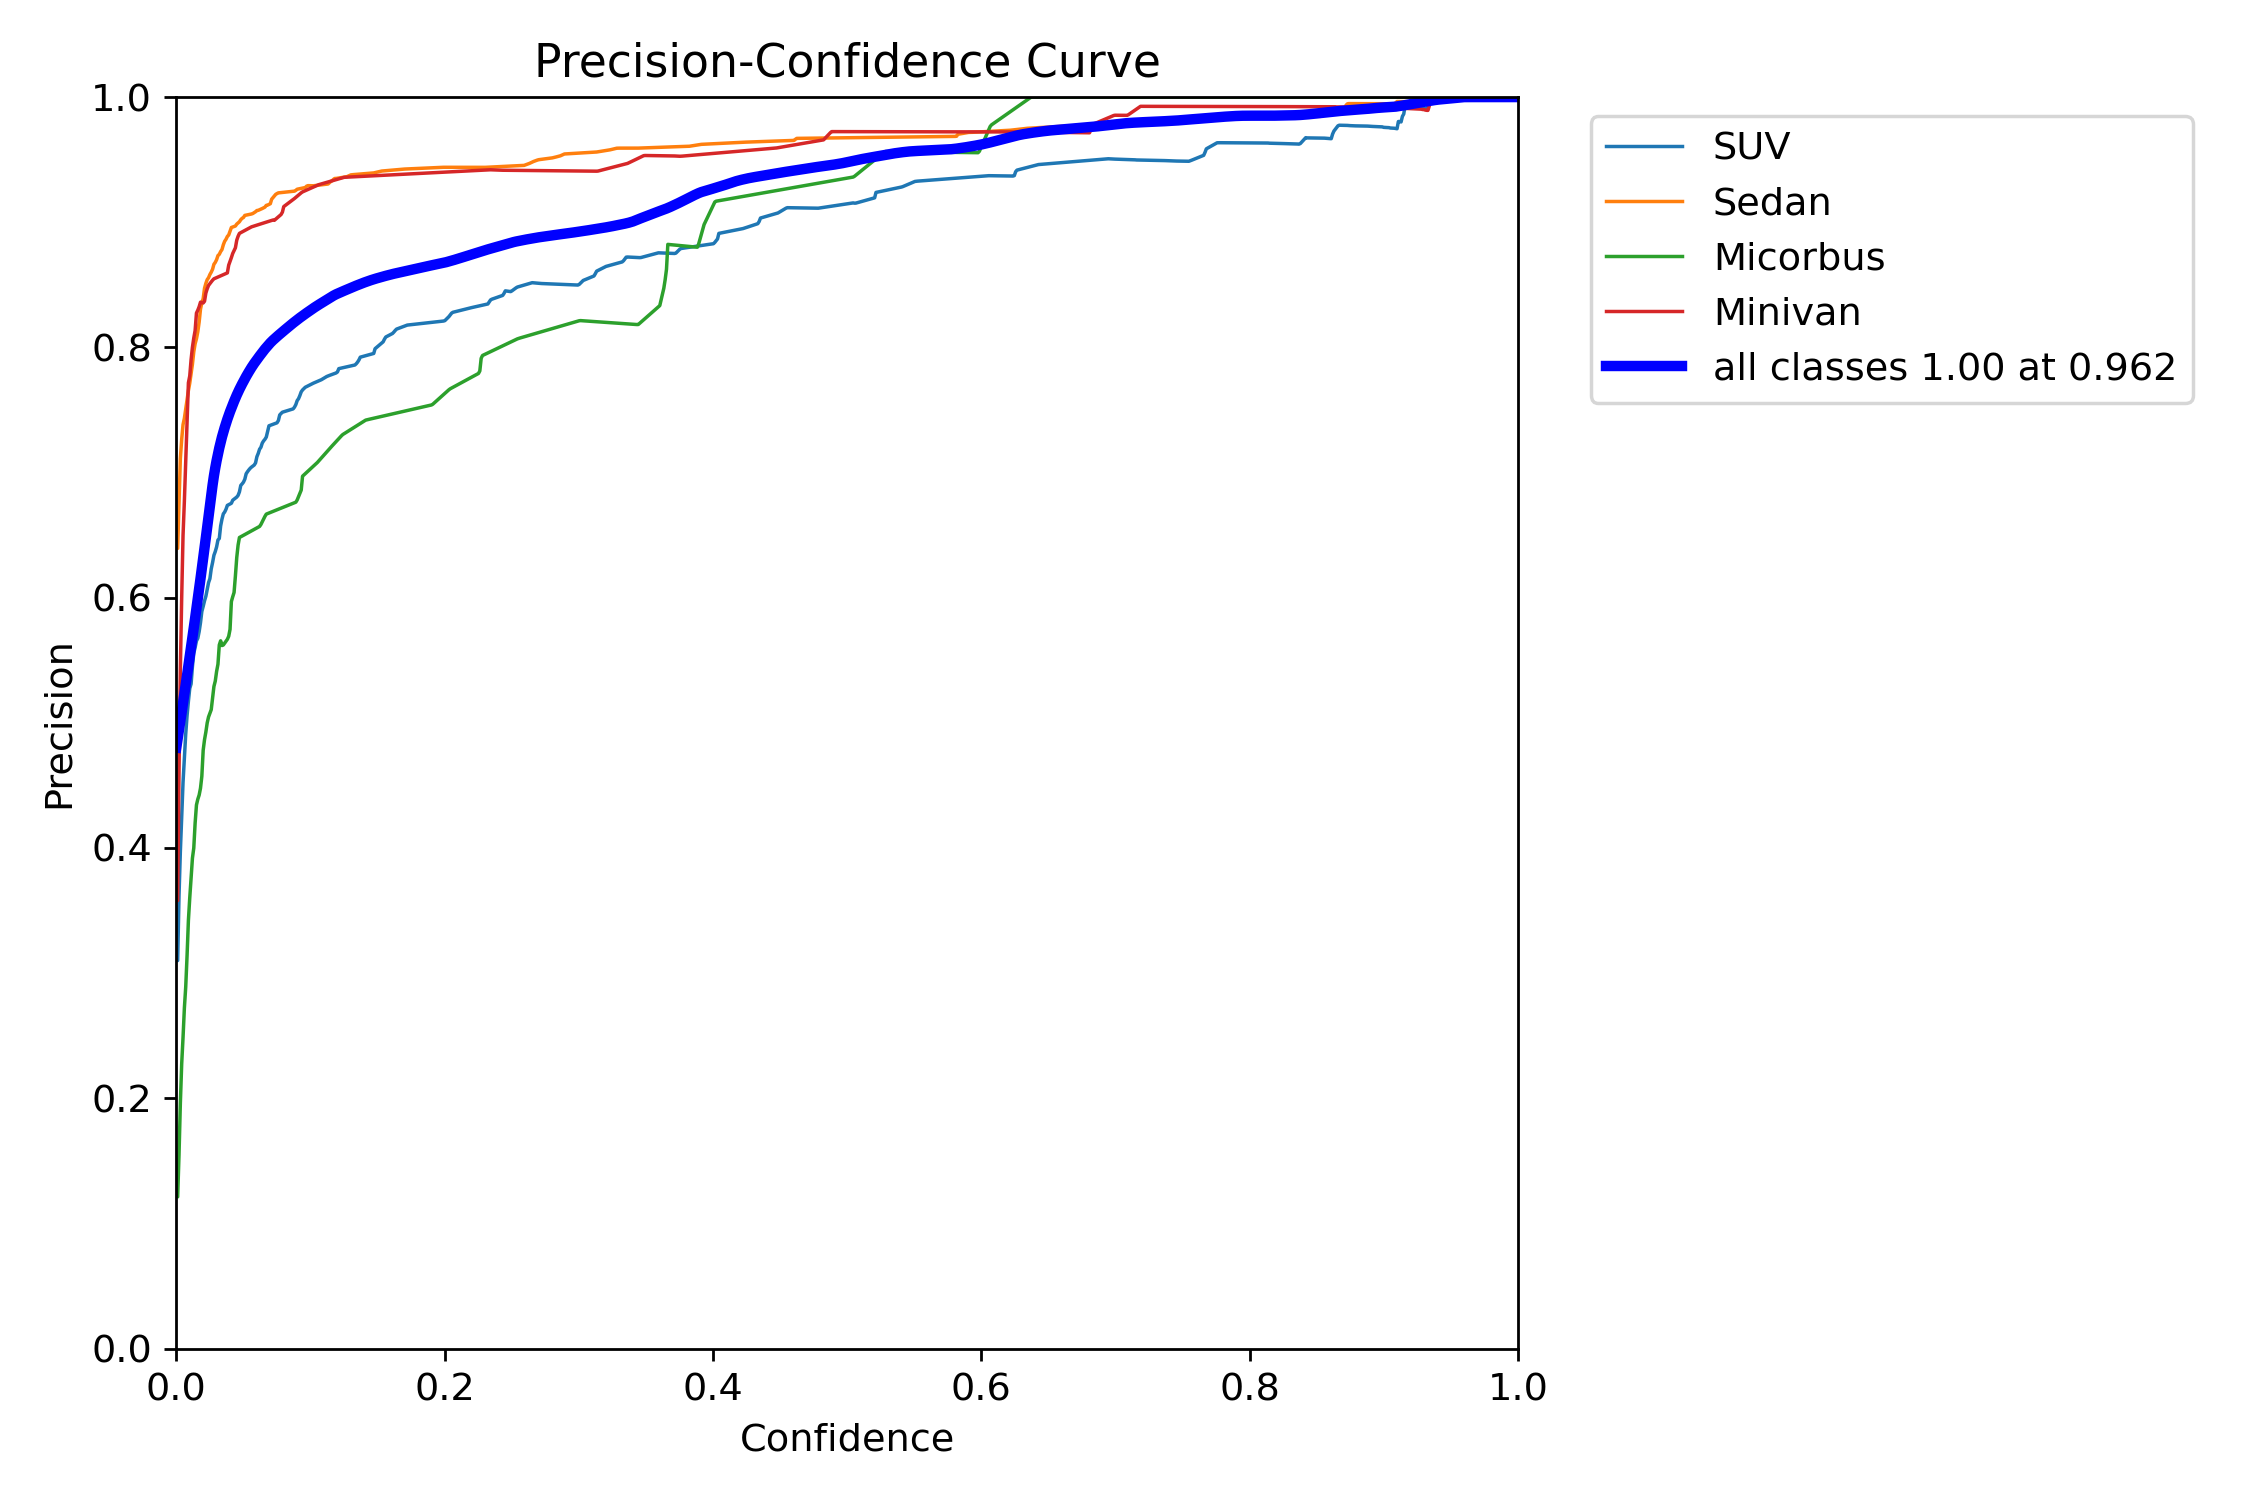 Precision-Confidence Curve
1.0
0.8
0.6
0.4
0.2
0.0
Precision
0.0 0.2 0.4 0.6 0.8 1.0
Confidence
SUV
Sedan
Micorbus
Minivan
all classes 1.00 at 0.962